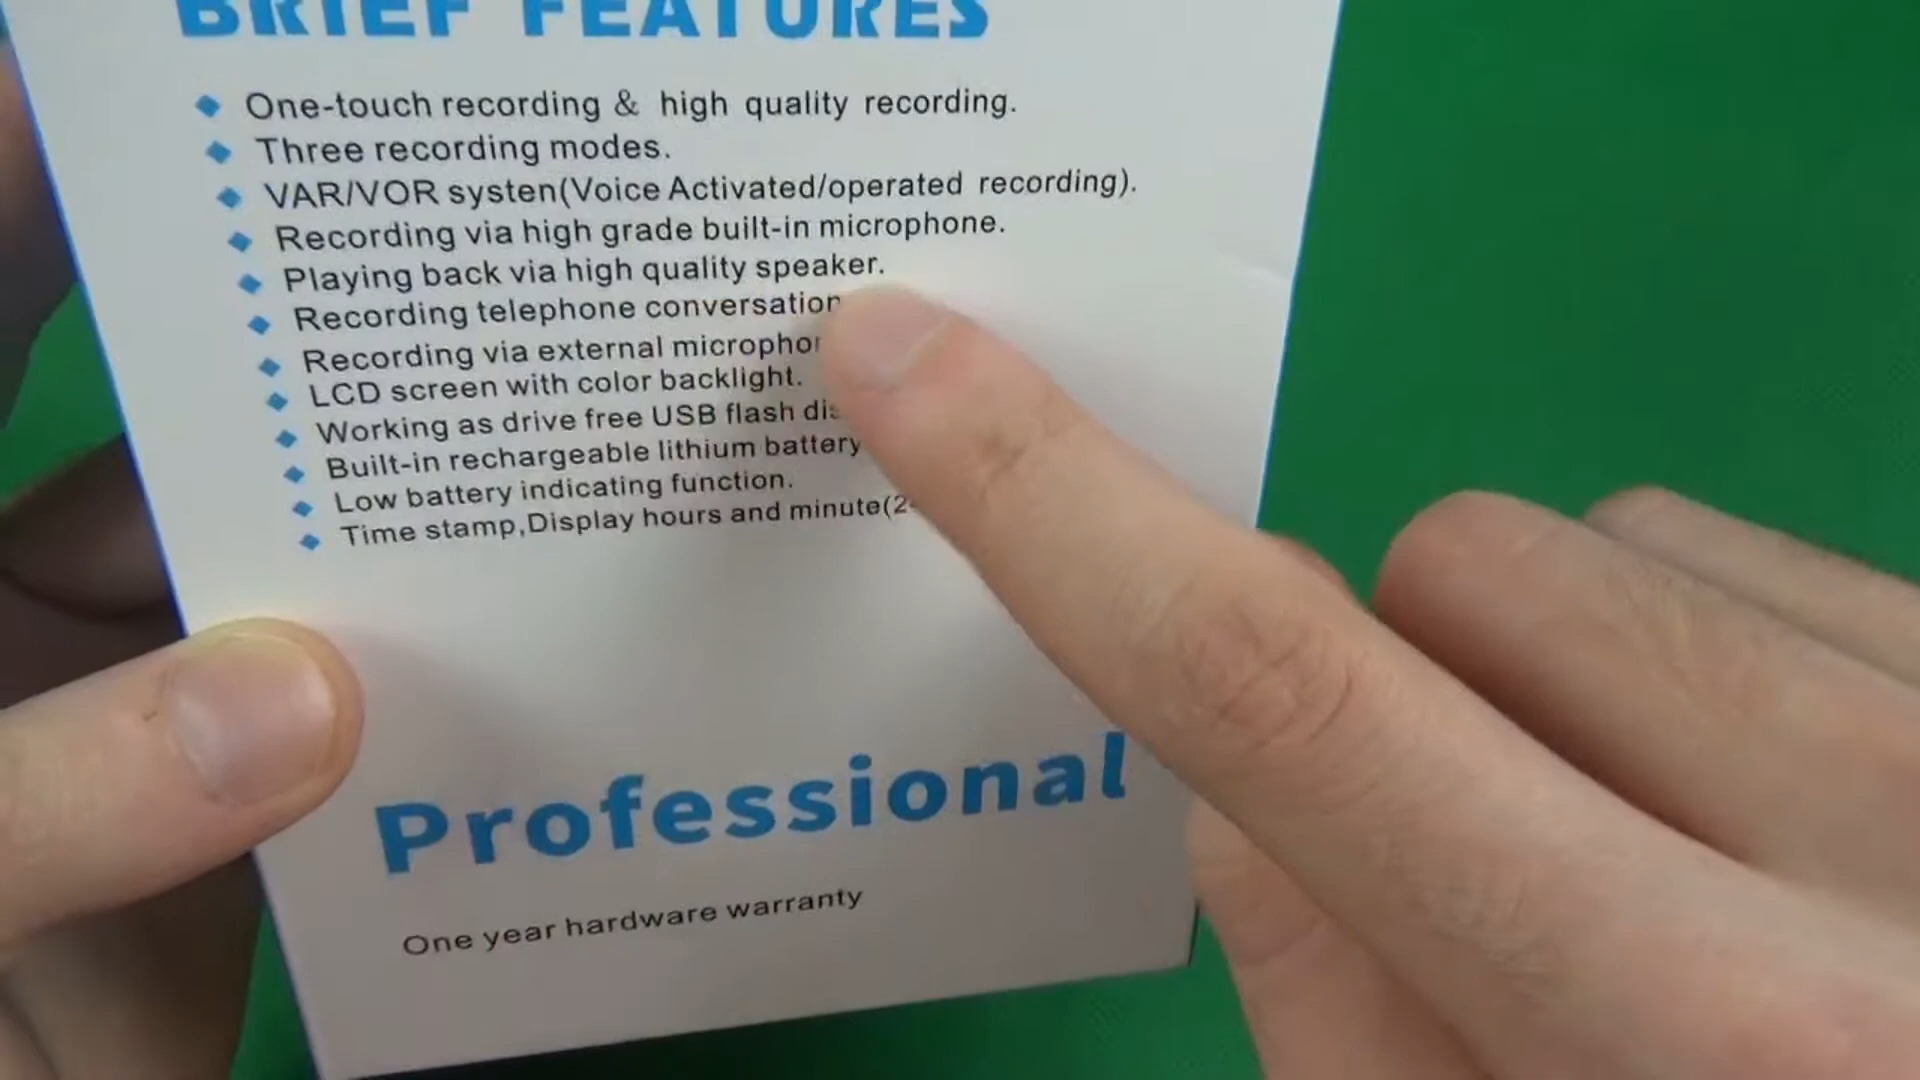 BRIEF FEATURES
One-touch recording & high quality recording.
Three recording modes.
VAR/VOR systen(Voice Activated/operated recording).
Recording via high grade built-in microphone.
Playing back via high quality speaker.
Recording telephone conversation
Recording via external
LCD screen with color backlight.
Working as drive free USB flash
Built-in rechargeable lithium battery
Low battery indicating function.
Time stamp,Display hours and minute(2
Professional
One year hardware warranty